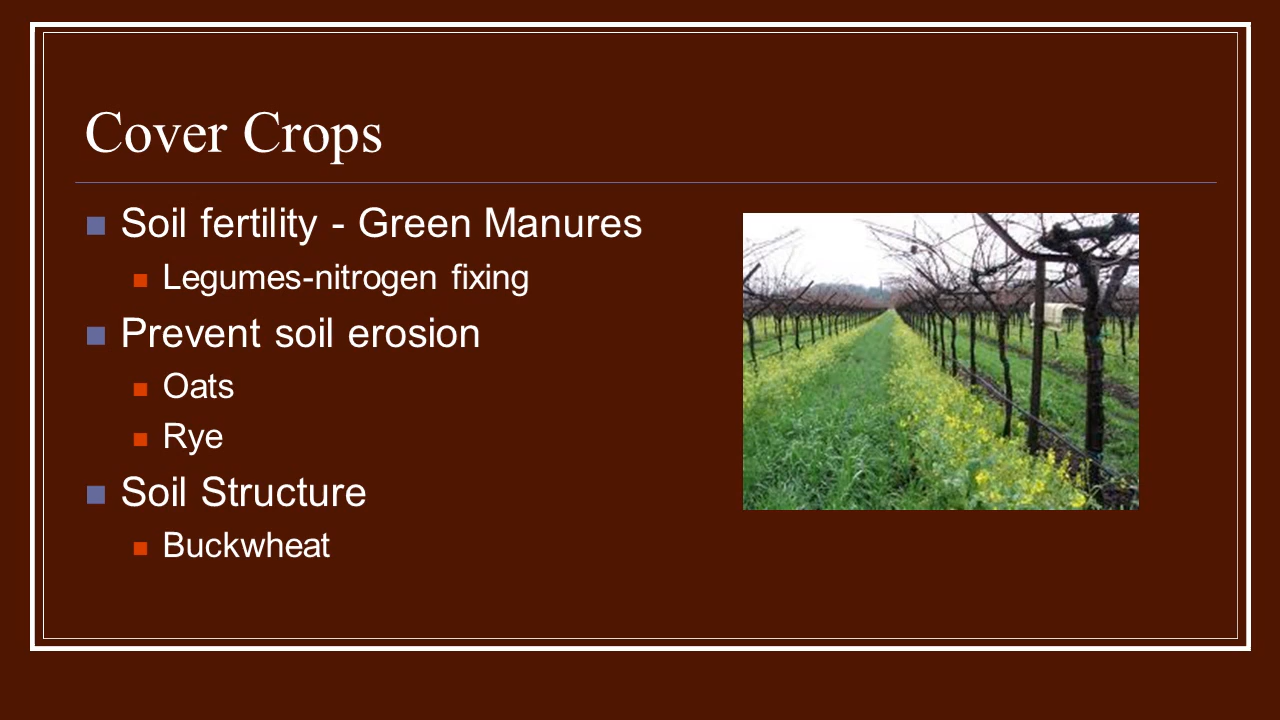 Cover Crops
Soil fertility - Green Manures
Legumes-nitrogen fixing
Prevent soil erosion
Oats
Rye
Soil Structure
Buckwheat